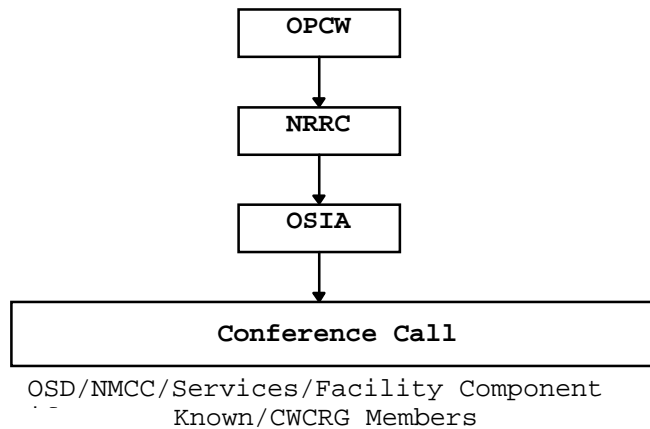 OPCW
NRRC
OSIA
Conference Call
OSD/NMCC/Services/Facility Component
Known/CWCRG Members